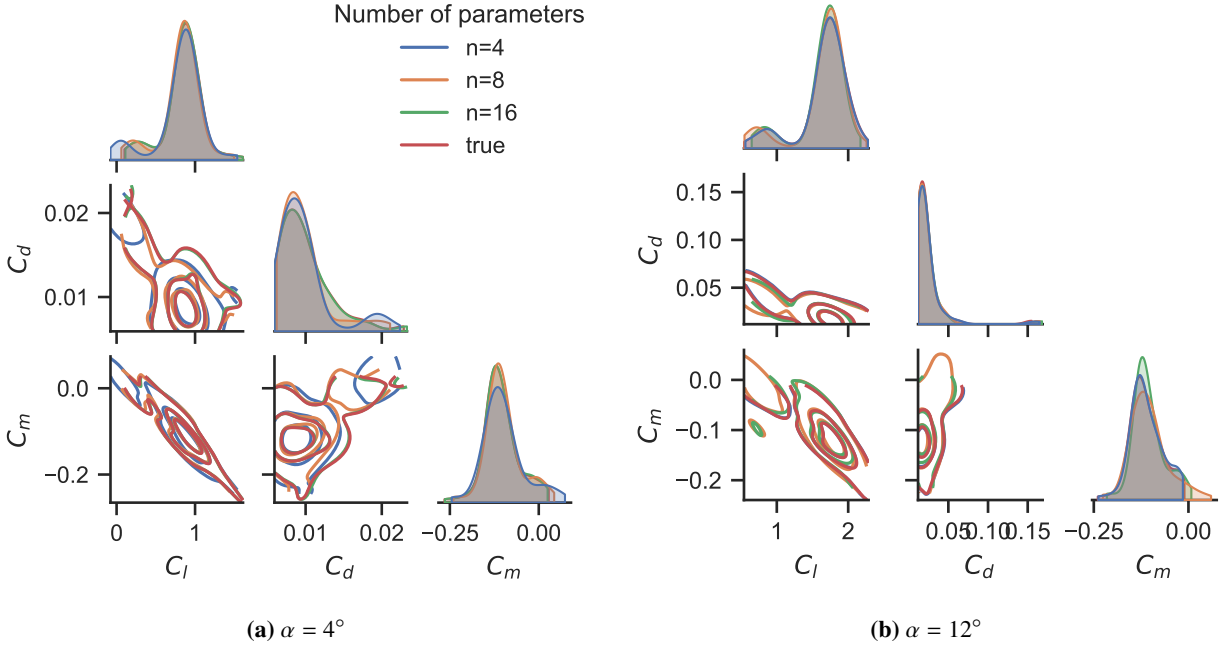 Number of parameters
n=4
n=8
n=16
true
C_d
0.02
0.01
C_m
0.0
−0.2
0
1
C_l
0.01
0.02
C_d
−0.25
0.00
C_m
(a) α = 4°
C_d
0.15
0.10
0.05
C_m
0.0
−0.1
−0.2
1
2
C_l
0.05
0.10
0.15
C_d
−0.25
0.00
C_m
(b) α = 12°